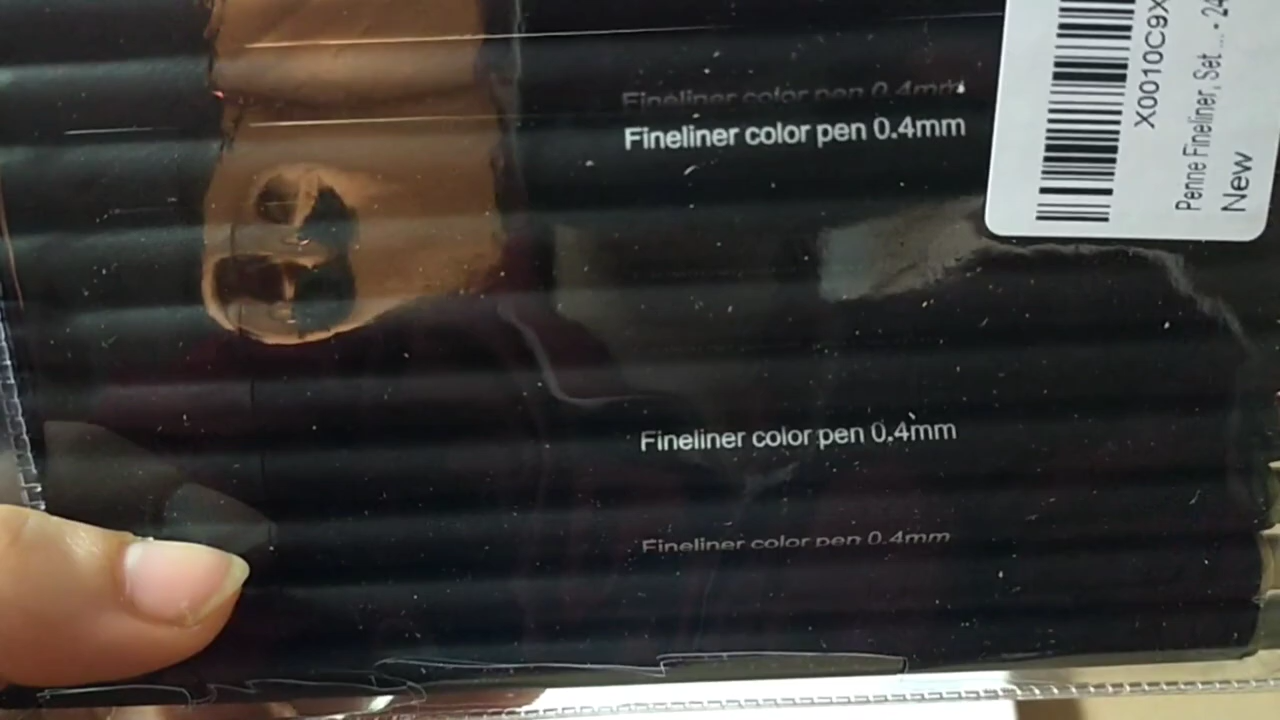 Fineliner color pen 0.4mm
Fineliner color pen 0.4mm
Fineliner color pen 0.4mm
Fineliner color pen 0.4mm
X0010C9X
Penne Fineliner, Set ... - 24
New